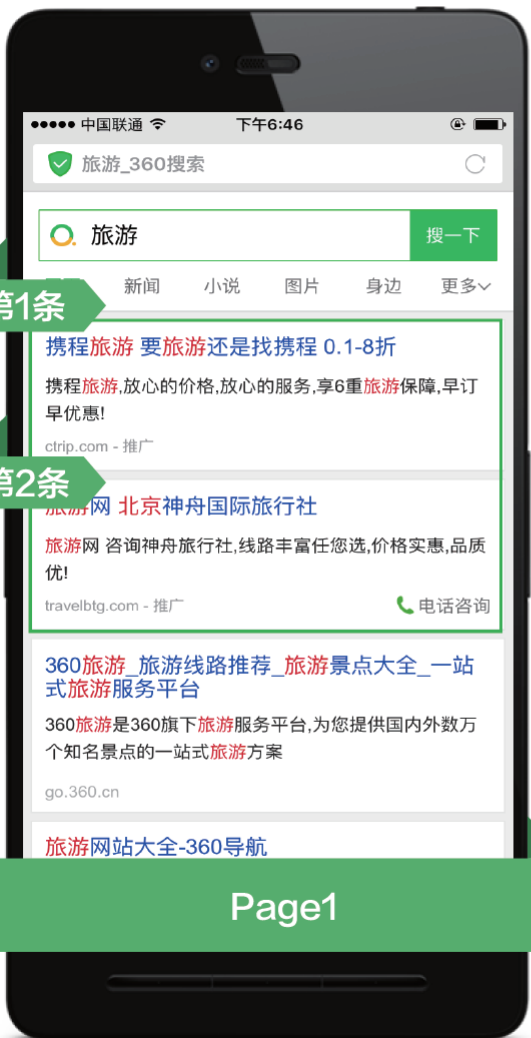 中国联通 下午6:46
旅游_360搜索
旅游 搜一下
新闻 小说 图片 身边 更多
第1条
携程旅游 要旅游还是找携程 0.1-8折
携程旅游,放心的价格,放心的服务,享6重旅游保障,早订
早优惠!
ctrip.com - 推广
第2条
旅游网 北京神舟国际旅行社
旅游网 咨询神舟旅行社,线路丰富任您选,价格实惠,品质
优!
travelbtg.com - 推广 电话咨询
360旅游_旅游线路推荐_旅游景点大全_一站
式旅游服务平台
360旅游是360旗下旅游服务平台,为您提供国内外数万
个知名景点的一站式旅游方案
go.360.cn
旅游网站大全-360导航
Page1